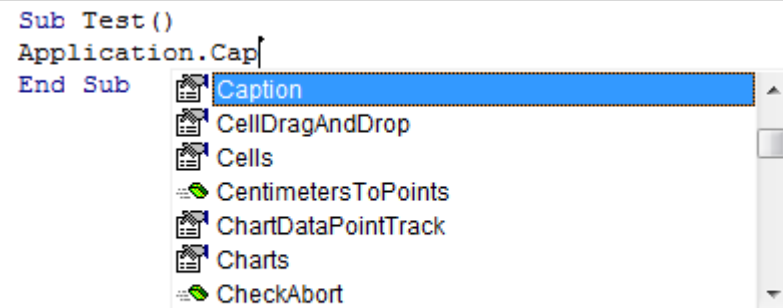 Sub Test()
Application.Cap
End Sub
Caption
CellDragAndDrop
Cells
CentimetersToPoints
ChartDataPointTrack
Charts
CheckAbort